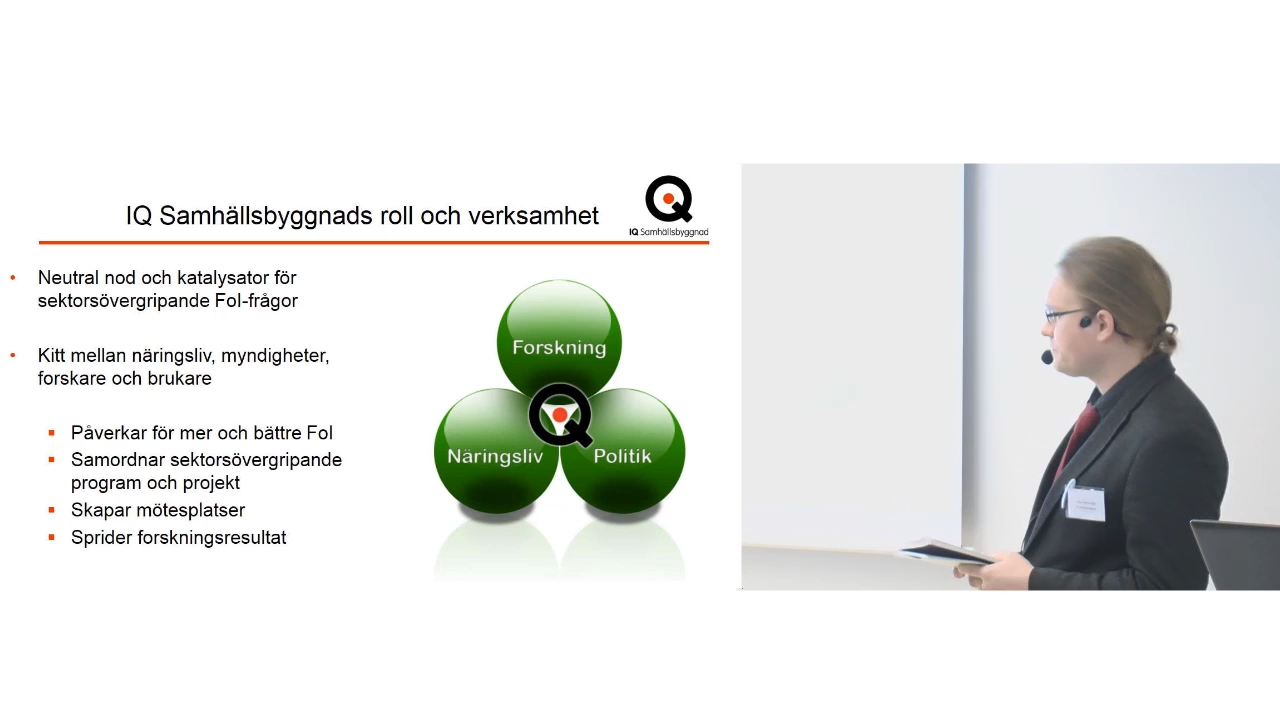 IQ Samhällsbyggnads roll och verksamhet
IQ Samhällsbyggnad
• Neutral nod och katalysator för
sektorsövergripande FoI-frågor
• Kitt mellan näringsliv, myndigheter,
forskare och brukare
▪ Påverkar för mer och bättre FoI
▪ Samordnar sektorsövergripande
program och projekt
▪ Skapar mötesplatser
▪ Sprider forskningsresultat
Forskning
Näringsliv
Politik